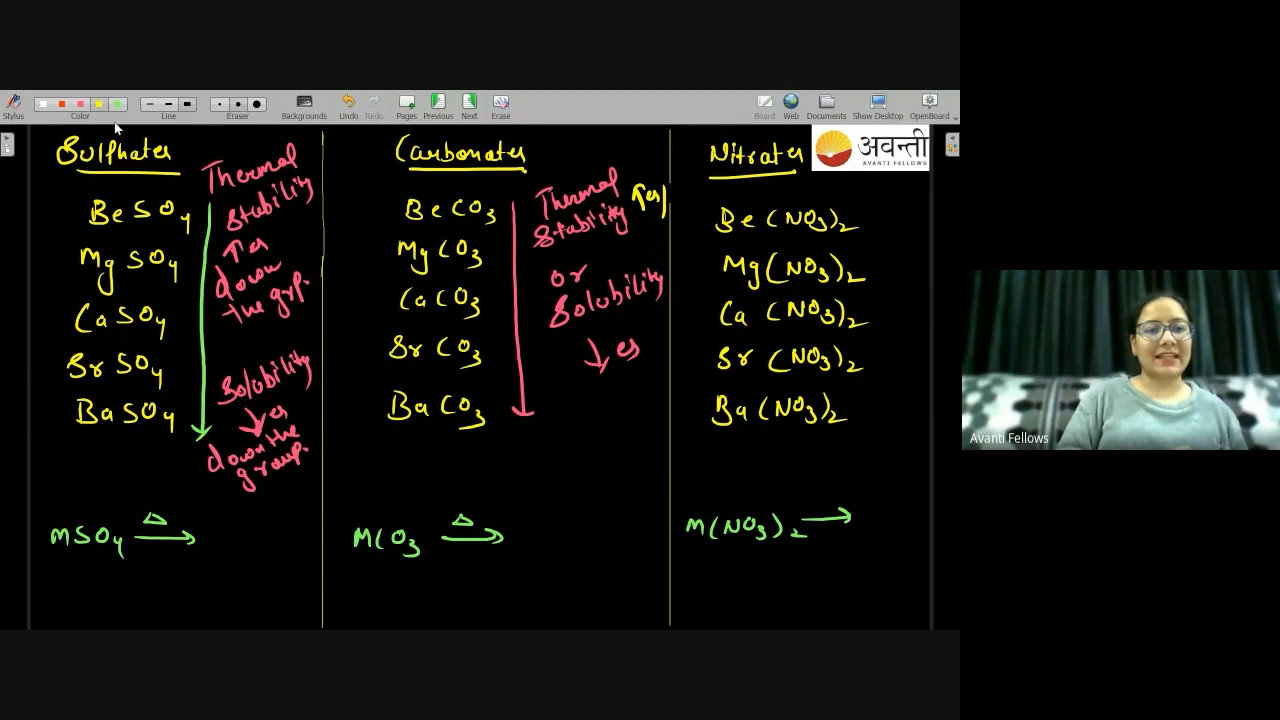 Stylus
Color
Line
Eraser
Backgrounds
Undo
Redo
Pages
Previous
Next
Erase
Board
Web
Documents
Show Desktop
OpenBoard
अवन्ती
AVANTI FELLOWS
Sulphates
BeSO4
MgSO4
CaSO4
SrSO4
BaSO4
Thermal
stability
↑es
down
the grp.
Solubility
↓es
down the
group.
MSO4 Δ→
Carbonates
BeCO3
MgCO3
CaCO3
SrCO3
BaCO3
Thermal ↑es
stability
or
Solubility
↓es
MCO3 Δ→
Nitrates
Be(NO3)2
Mg(NO3)2
Ca(NO3)2
Sr(NO3)2
Ba(NO3)2
M(NO3)2 →
Avanti Fellows